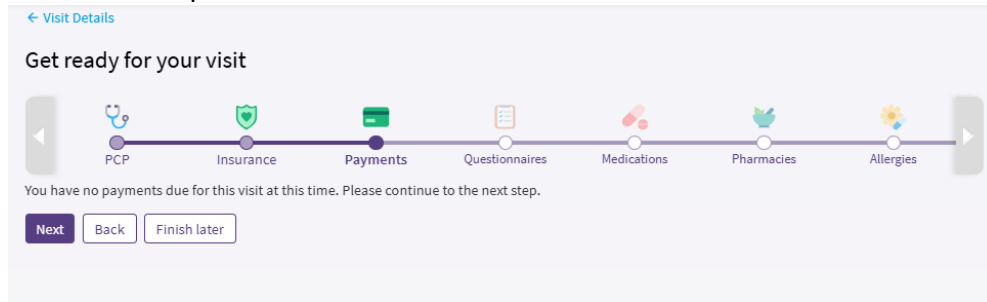 ← Visit Details
Get ready for your visit
PCP Insurance Payments Questionnaires Medications Pharmacies Allergies
You have no payments due for this visit at this time. Please continue to the next step.
Next Back Finish later